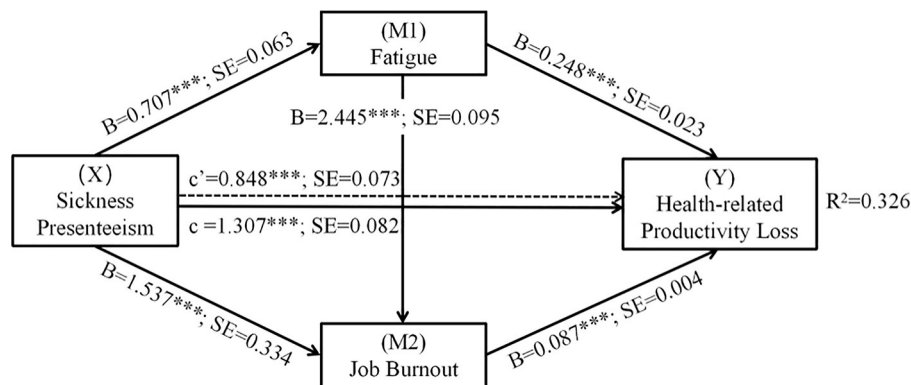 (M1)
Fatigue
B=0.707***; SE=0.063
B=0.248***; SE=0.023
B=2.445***; SE=0.095
(X)
Sickness
Presenteeism
c’=0.848***; SE=0.073
c =1.307***; SE=0.082
(Y)
Health-related
Productivity Loss
R²=0.326
B=1.537***; SE=0.334
B=0.087***; SE=0.004
(M2)
Job Burnout